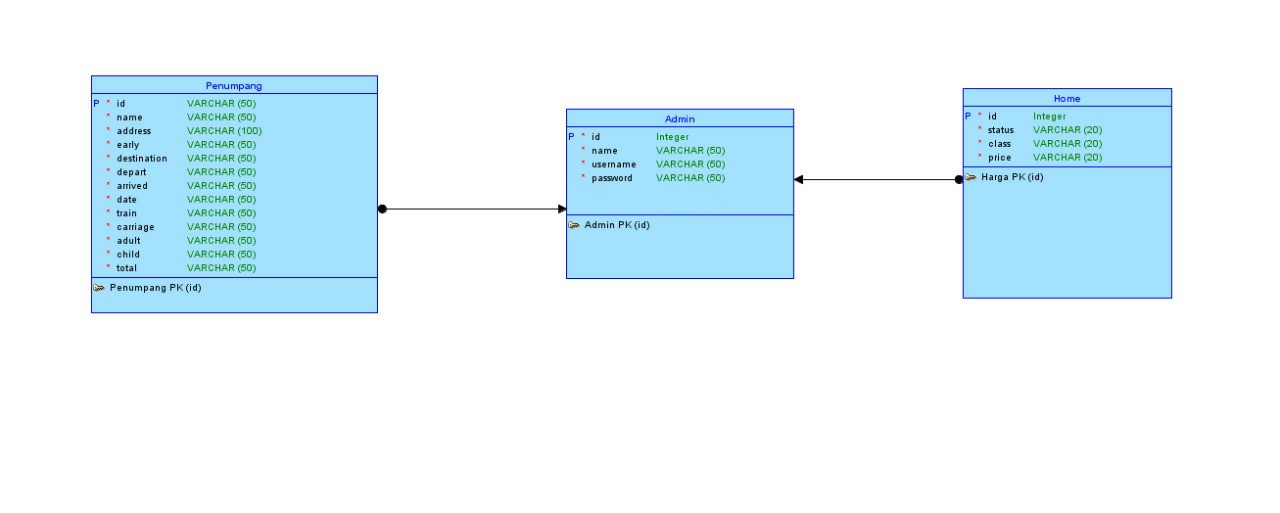 Penumpang
P * id VARCHAR (50)
* name VARCHAR (50)
* address VARCHAR (100)
* early VARCHAR (50)
* destination VARCHAR (50)
* depart VARCHAR (50)
* arrived VARCHAR (50)
* date VARCHAR (50)
* train VARCHAR (50)
* carriage VARCHAR (50)
* adult VARCHAR (50)
* child VARCHAR (50)
* total VARCHAR (50)
Penumpang PK (id)
Admin
P * id Integer
* name VARCHAR (50)
* username VARCHAR (50)
* password VARCHAR (50)
Admin PK (id)
Home
P * id Integer
* status VARCHAR (20)
* class VARCHAR (20)
* price VARCHAR (20)
Harga PK (id)